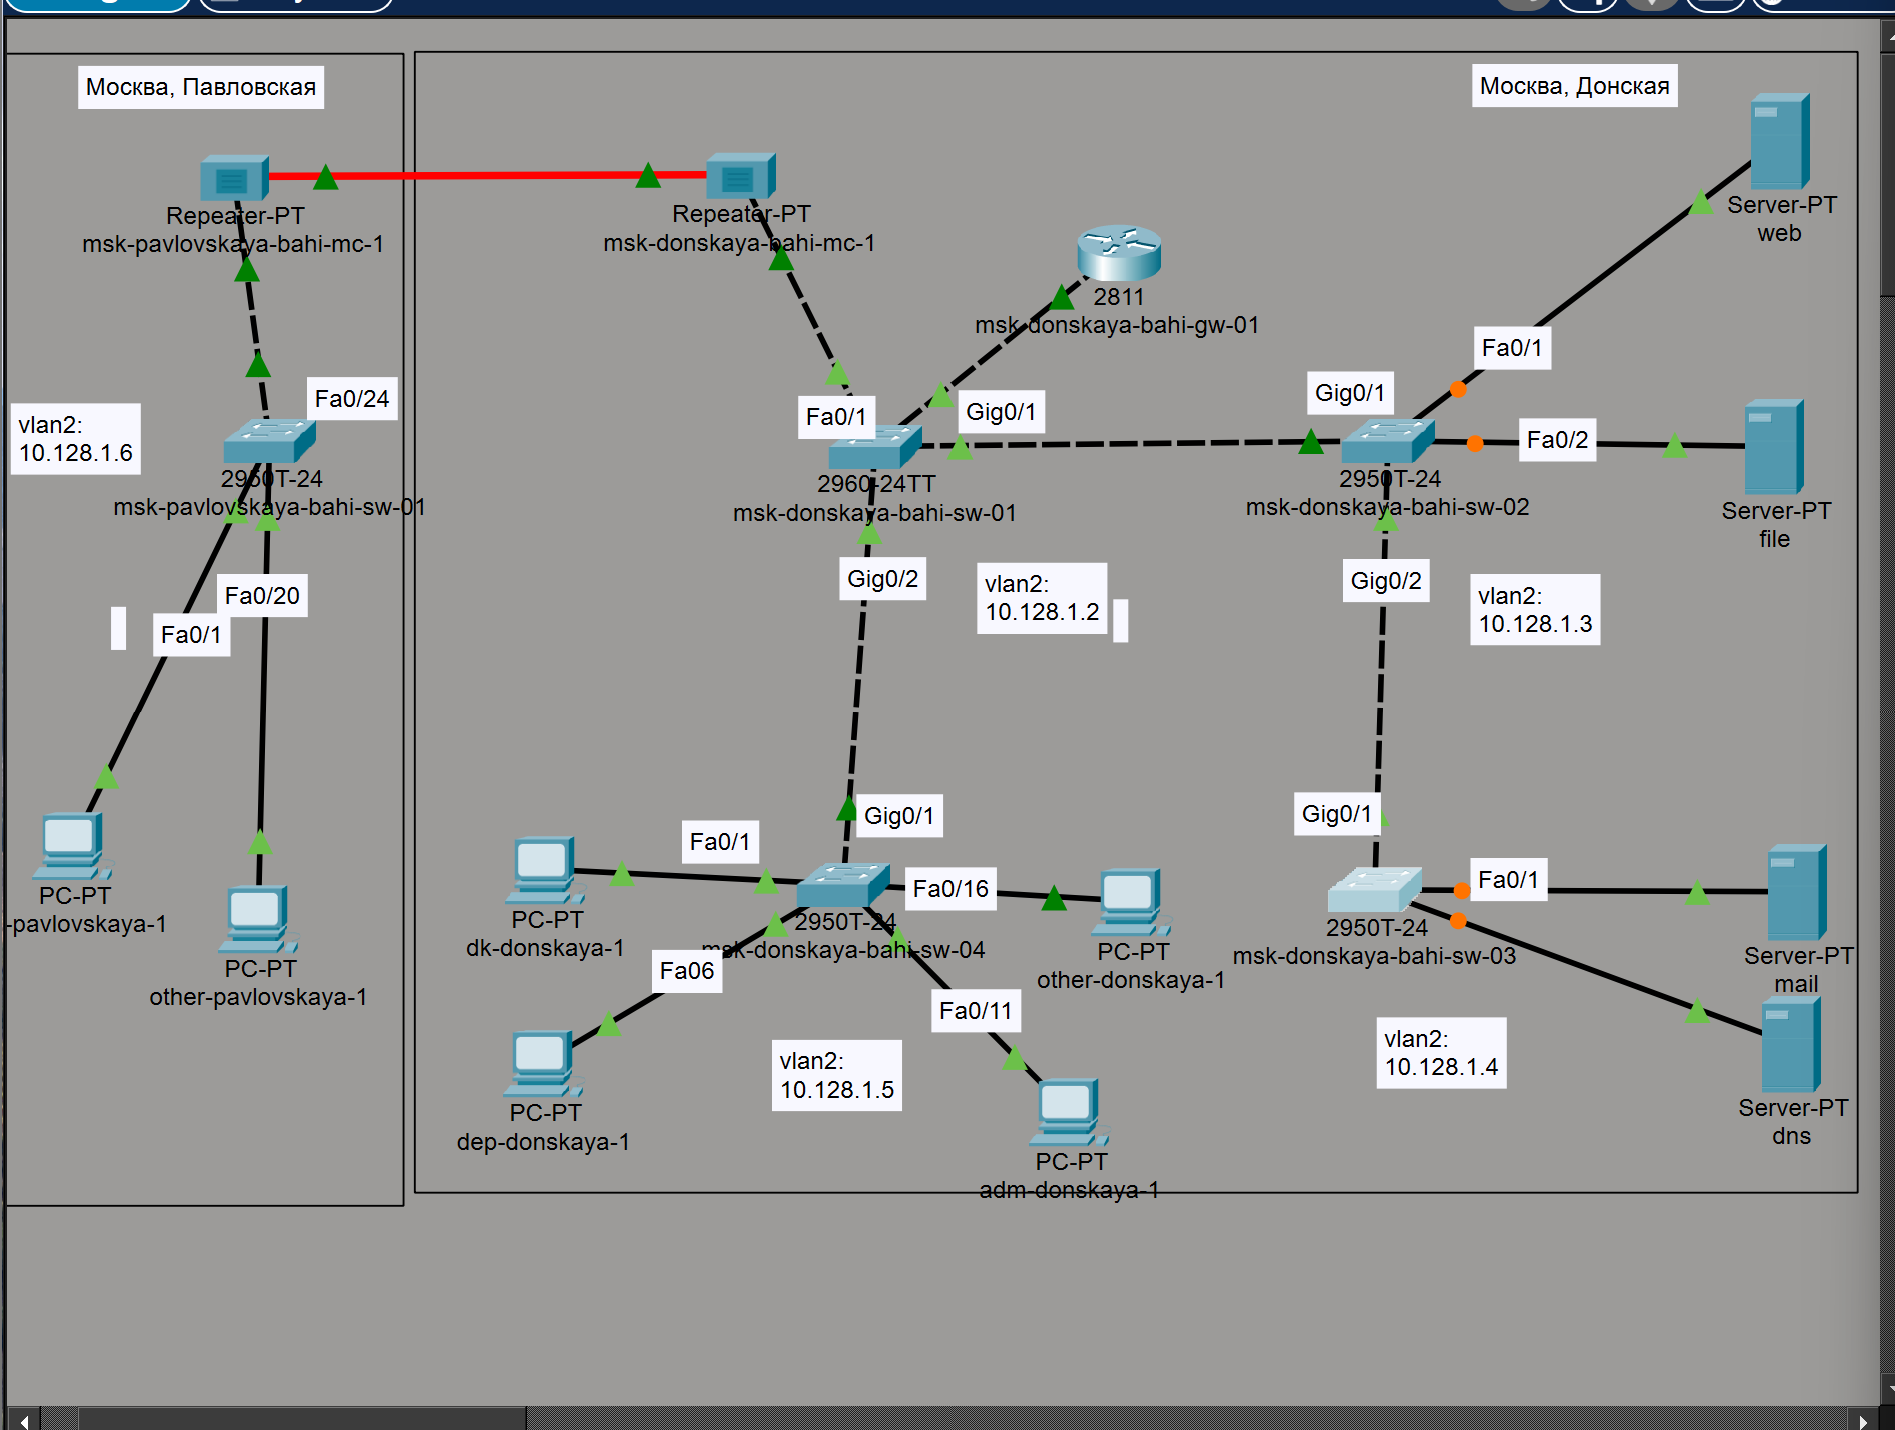 Москва, Павловская
Москва, Донская
Repeater-PT
msk-pavlovskaya-bahi-mc-1
Repeater-PT
msk-donskaya-bahi-mc-1
2811
msk-donskaya-bahi-gw-01
Server-PT
web
Fa0/24
vlan2:
10.128.1.6
2950T-24
msk-pavlovskaya-bahi-sw-01
Fa0/1
Gig0/1
2960-24TT
msk-donskaya-bahi-sw-01
Gig0/1
Fa0/1
Fa0/2
2950T-24
msk-donskaya-bahi-sw-02
Server-PT
file
Fa0/20
Fa0/1
Gig0/2
vlan2:
10.128.1.2
Gig0/2
vlan2:
10.128.1.3
PC-PT
-pavlovskaya-1
PC-PT
other-pavlovskaya-1
Fa0/1
Gig0/1
Fa0/16
PC-PT
dk-donskaya-1
2950T-24
msk-donskaya-bahi-sw-04
PC-PT
other-donskaya-1
Fa06
Fa0/11
PC-PT
dep-donskaya-1
vlan2:
10.128.1.5
PC-PT
adm-donskaya-1
Gig0/1
Fa0/1
2950T-24
msk-donskaya-bahi-sw-03
Server-PT
mail
vlan2:
10.128.1.4
Server-PT
dns